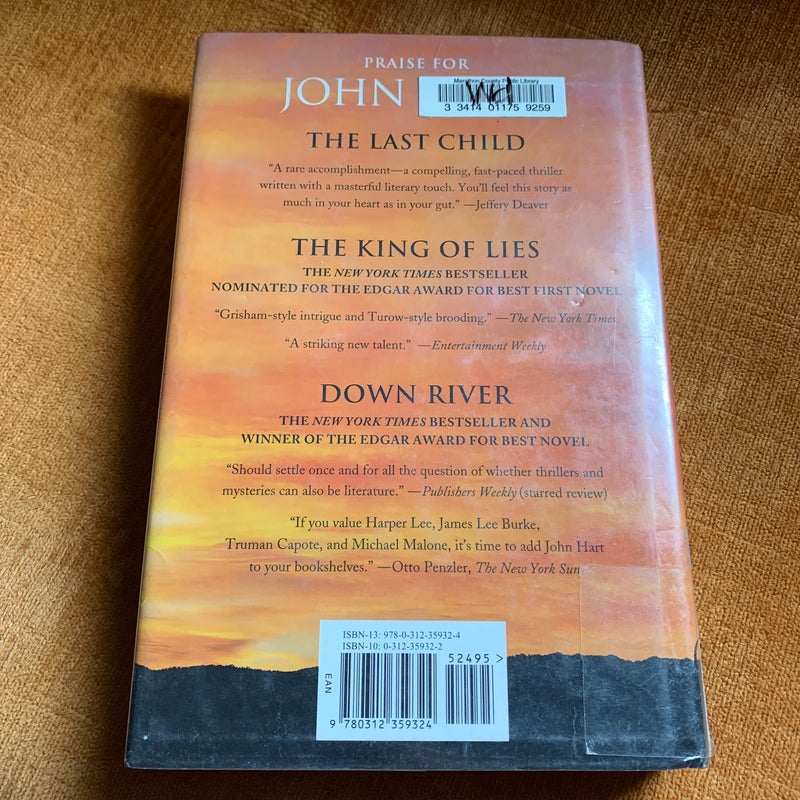 PRAISE FOR
JOHN
Marathon County Public Library
Wd
3 3414 01175 9259
THE LAST CHILD
“A rare accomplishment—a compelling, fast-paced thriller
written with a masterful literary touch. You'll feel this story as
much in your heart as in your gut.” —Jeffery Deaver
THE KING OF LIES
THE NEW YORK TIMES BESTSELLER
NOMINATED FOR THE EDGAR AWARD FOR BEST FIRST NOVEL
“Grisham-style intrigue and Turow-style brooding.” —The New York Times
“A striking new talent.” —Entertainment Weekly
DOWN RIVER
THE NEW YORK TIMES BESTSELLER AND
WINNER OF THE EDGAR AWARD FOR BEST NOVEL
“Should settle once and for all the question of whether thrillers and
mysteries can also be literature.” —Publishers Weekly (starred review)
“If you value Harper Lee, James Lee Burke,
Truman Capote, and Michael Malone, it's time to add John Hart
to your bookshelves.” —Otto Penzler, The New York Sun
ISBN-13: 978-0-312-35932-4
ISBN-10: 0-312-35932-2
52495 >
EAN
9 780312 359324